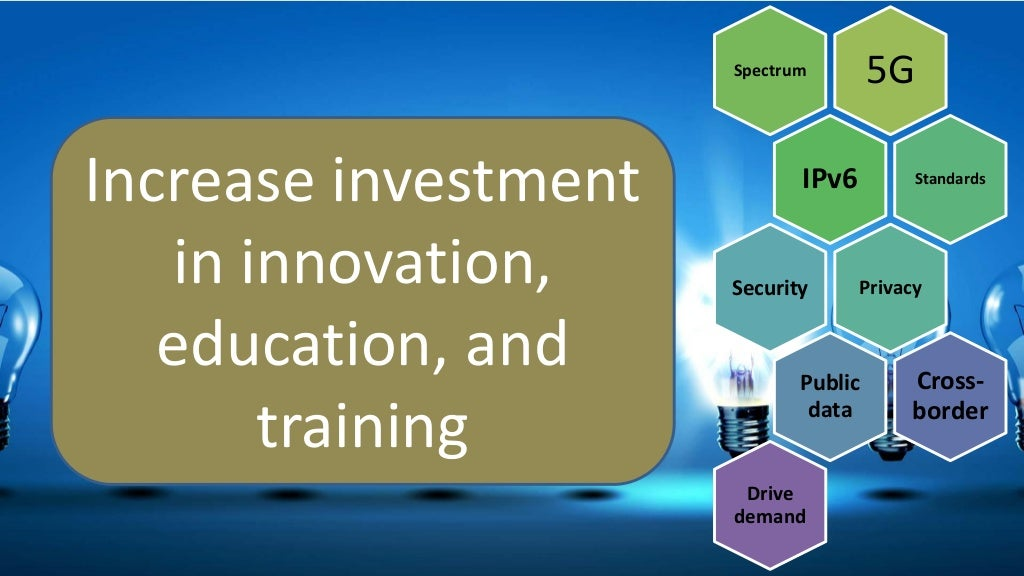 Increase investment
in innovation,
education, and
training
Spectrum
5G
IPv6
Standards
Security
Privacy
Public
data
Cross-
border
Drive
demand